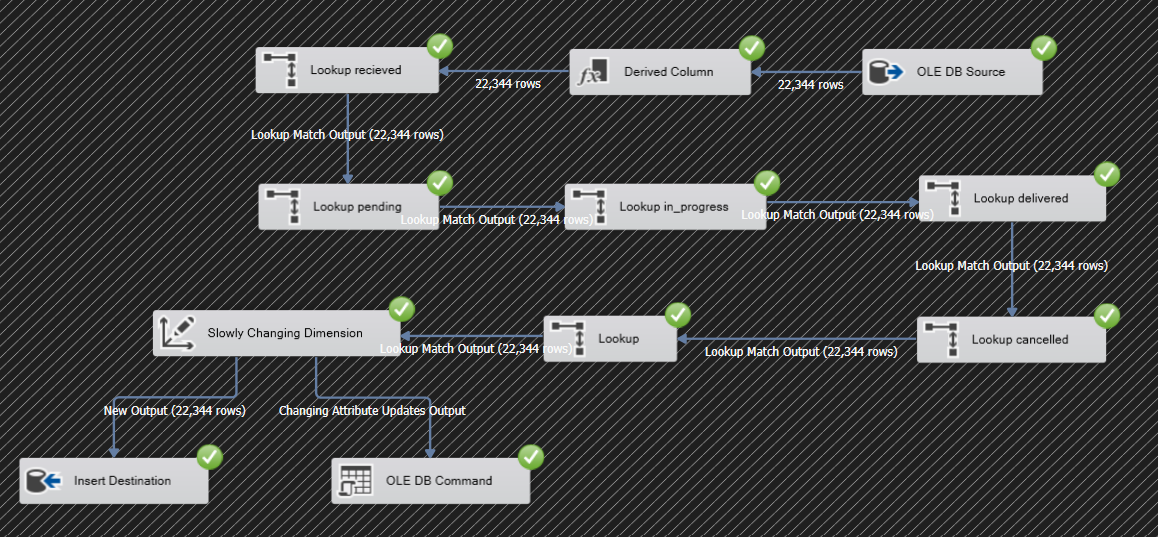 Lookup recieved
Derived Column
OLE DB Source
22,344 rows
22,344 rows
Lookup Match Output (22,344 rows)
Lookup pending
Lookup in_progress
Lookup delivered
Lookup Match Output (22,344 rows)
Lookup Match Output (22,344 rows)
Lookup Match Output (22,344 rows)
Slowly Changing Dimension
Lookup
Lookup cancelled
Lookup Match Output (22,344 rows)
Lookup Match Output (22,344 rows)
New Output (22,344 rows)
Changing Attribute Updates Output
Insert Destination
OLE DB Command